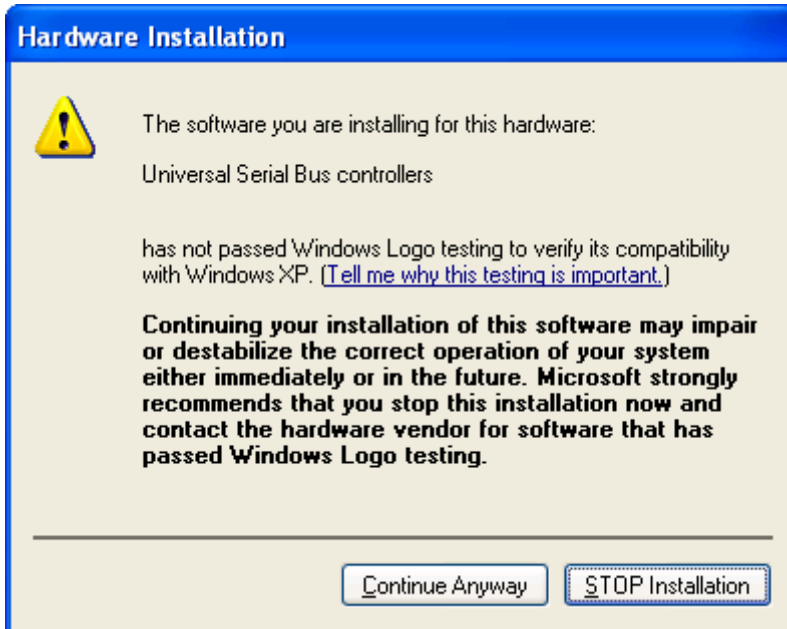 Hardware Installation
The software you are installing for this hardware:
Universal Serial Bus controllers
has not passed Windows Logo testing to verify its compatibility
with Windows XP. (Tell me why this testing is important.)
Continuing your installation of this software may impair
or destabilize the correct operation of your system
either immediately or in the future. Microsoft strongly
recommends that you stop this installation now and
contact the hardware vendor for software that has
passed Windows Logo testing.
Continue Anyway STOP Installation